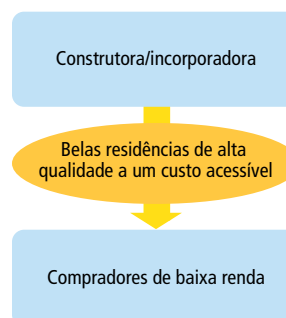 Construtora/incorporadora
Belas residências de alta
qualidade a um custo acessível
Compradores de baixa renda